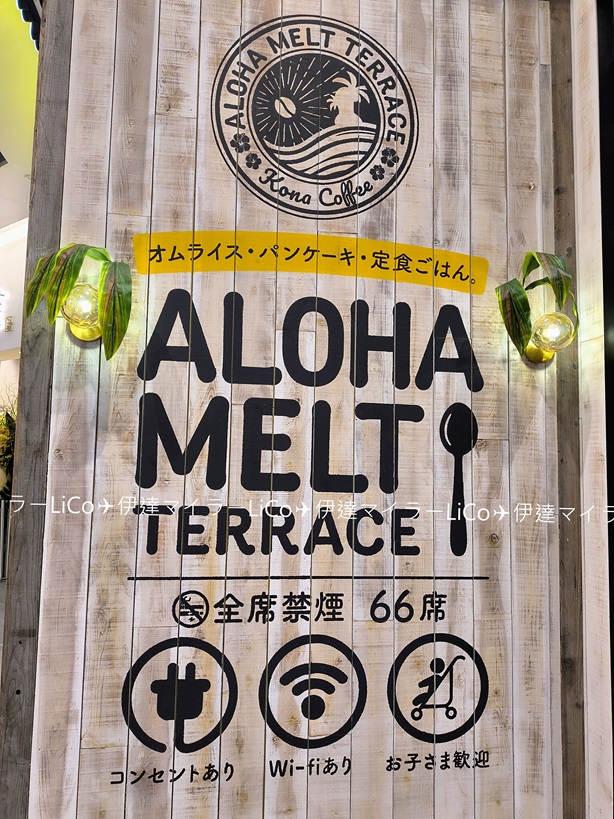 ALOHA MELT TERRACE
Kona Coffee
オムライス・パンケーキ・定食ごはん。
ALOHA
MELT
ラーLiCo✈伊達マイラーLiCo✈伊達マイラーLiCo✈伊達マイラ
TERRACE
全席禁煙 66席
コンセントあり Wi-fiあり お子さま歓迎